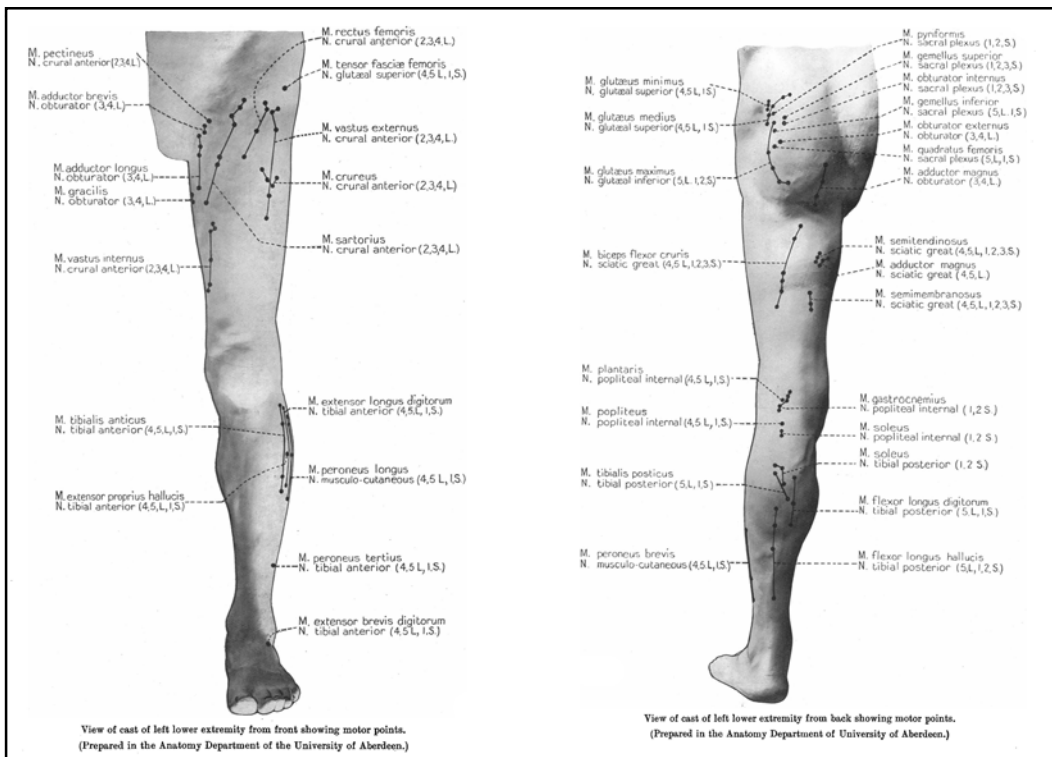 M. rectus femoris
N. crural anterior (2,3,4, L.)
M. pectineus
N. crural anterior (2,3,4, L.)
M. tensor fasciæ femoris
N. glutæal superior (4,5 L, 1, S.)
M. adductor brevis
N. obturator (3,4, L.)
M. vastus externus
N. crural anterior (2,3,4, L.)
M. adductor longus
N. obturator (3,4, L.)
M. gracilis
N. obturator (3,4, L.)
M. crureus
N. crural anterior (2,3,4, L.)
M. sartorius
N. crural anterior (2,3,4, L.)
M. vastus internus
N. crural anterior (2,3,4, L.)
M. extensor longus digitorum
N. tibial anterior (4,5, L, 1, S.)
M. tibialis anticus
N. tibial anterior (4,5, L, 1, S.)
M. peroneus longus
N. musculo-cutaneous (4,5 L, 1, S.)
M. extensor proprius hallucis
N. tibial anterior (4,5, L, 1, S.)
M. peroneus tertius
N. tibial anterior (4,5 L, 1, S.)
M. extensor brevis digitorum
N. tibial anterior (4,5 L, 1, S.)
View of cast of left lower extremity from front showing motor points.
(Prepared in the Anatomy Department of the University of Aberdeen.)
M. pyriformis
N. sacral plexus (1,2, S.)
M. gemellus superior
N. sacral plexus (1,2,3, S.)
M. glutæus minimus
N. glutæal superior (4,5, L, 1 S.)
M. obturator internus
N. sacral plexus (1,2,3, S.)
M. gemellus inferior
N. sacral plexus (5, L. 1, S)
M. glutæus medius
N. glutæal superior (4,5, L, 1 S.)
M. obturator externus
N. obturator (3,4, L.)
M. quadratus femoris
N. sacral plexus (5, L, 1, S)
M. glutæus maximus
N. glutæal inferior (5, L. 1,2, S)
M. adductor magnus
N. obturator (3,4, L.)
M. semitendinosus
N. sciatic great (4,5, L, 1,2,3, S.)
M. biceps flexor cruris
N. sciatic great (4,5 L, 1,2,3, S.)
M. adductor magnus
N. sciatic great (4,5, L.)
M. semimembranosus
N. sciatic great (4,5, L, 1,2,3, S.)
M. plantaris
N. popliteal internal (4,5, L, 1, S.)
M. gastrocnemius
N. popliteal internal (1,2 S.)
M. popliteus
N. popliteal internal (4,5 L, 1, S.)
M. soleus
N. popliteal internal (1,2 S.)
M. soleus
N. tibial posterior (1,2 S.)
M. tibialis posticus
N. tibial posterior (5, L, 1, S)
M. flexor longus digitorum
N. tibial posterior (5, L, 1, S.)
M. peroneus brevis
N. musculo-cutaneous (4,5 L, 1 S.)
M. flexor longus hallucis
N. tibial posterior (5, L, 1,2 S.)
View of cast of left lower extremity from back showing motor points.
(Prepared in the Anatomy Department of University of Aberdeen.)